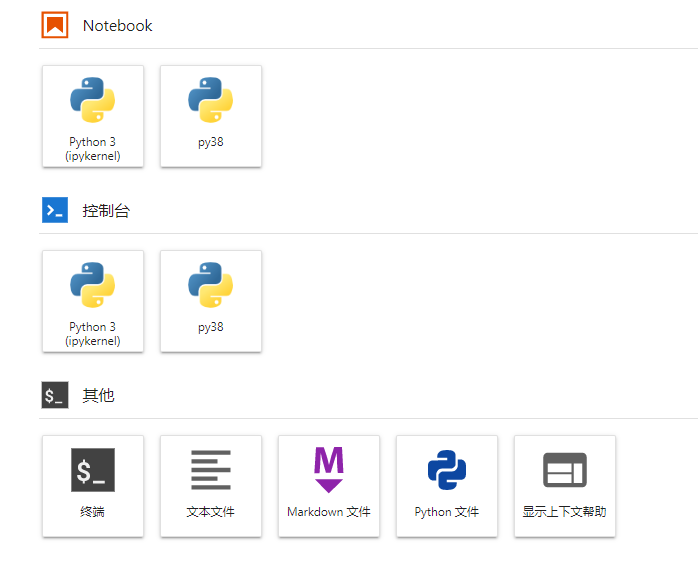 Notebook
Python 3
(ipykernel)
py38
控制台
Python 3
(ipykernel)
py38
$_ 其他
$_
M
终端
文本文件
Markdown 文件
Python 文件
显示上下文帮助